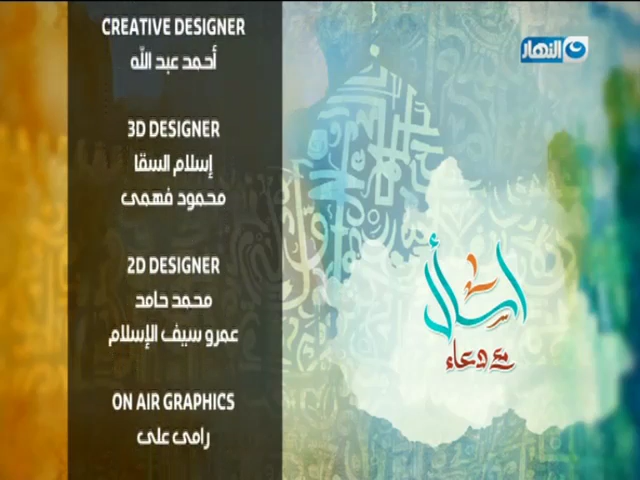 CREATIVE DESIGNER
أحمد عبد الله
3D DESIGNER
إسلام السقا
محمود فهمى
2D DESIGNER
محمد حامد
عمرو سيف الإسلام
ON AIR GRAPHICS
رامى على
النهار
اسأل
مع دعاء